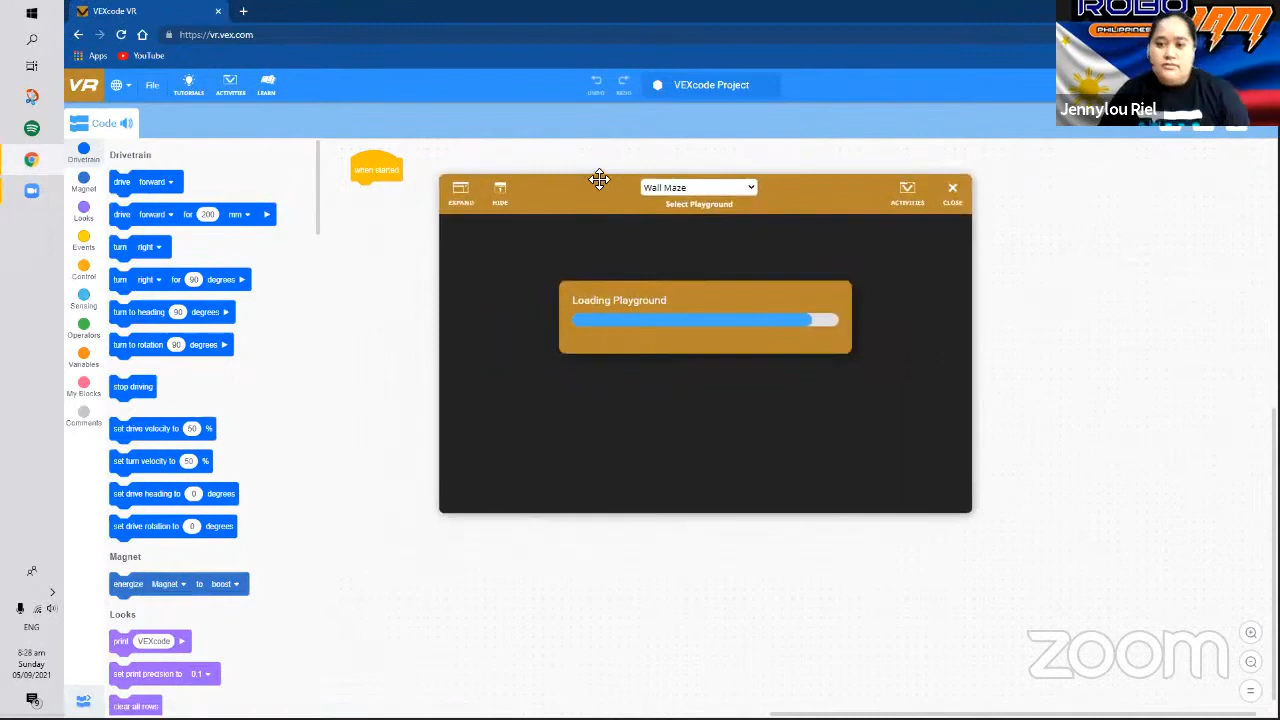 VEXcode VR
https://vr.vex.com
Apps
YouTube
VR
File
TUTORIALS
ACTIVITIES
LEARN
UNDO
REDO
VEXcode Project
ROBO
JAM
PHILIPPINES
Jennylou Riel
Code
Drivetrain
Magnet
Looks
Events
Control
Sensing
Operators
Variables
My Blocks
Comments
Drivetrain
drive forward
drive forward for 200 mm
turn right
turn right for 90 degrees
turn to heading 90 degrees
turn to rotation 90 degrees
stop driving
set drive velocity to 50 %
set turn velocity to 50 %
set drive heading to 0 degrees
set drive rotation to 0 degrees
Magnet
energize Magnet to boost
Looks
print VEXcode
set print precision to 0.1
clear all rows
when started
EXPAND
HIDE
Wall Maze
Select Playground
ACTIVITIES
CLOSE
Loading Playground
ENG
8:28 am
Sunday
05/09/2021
zoom